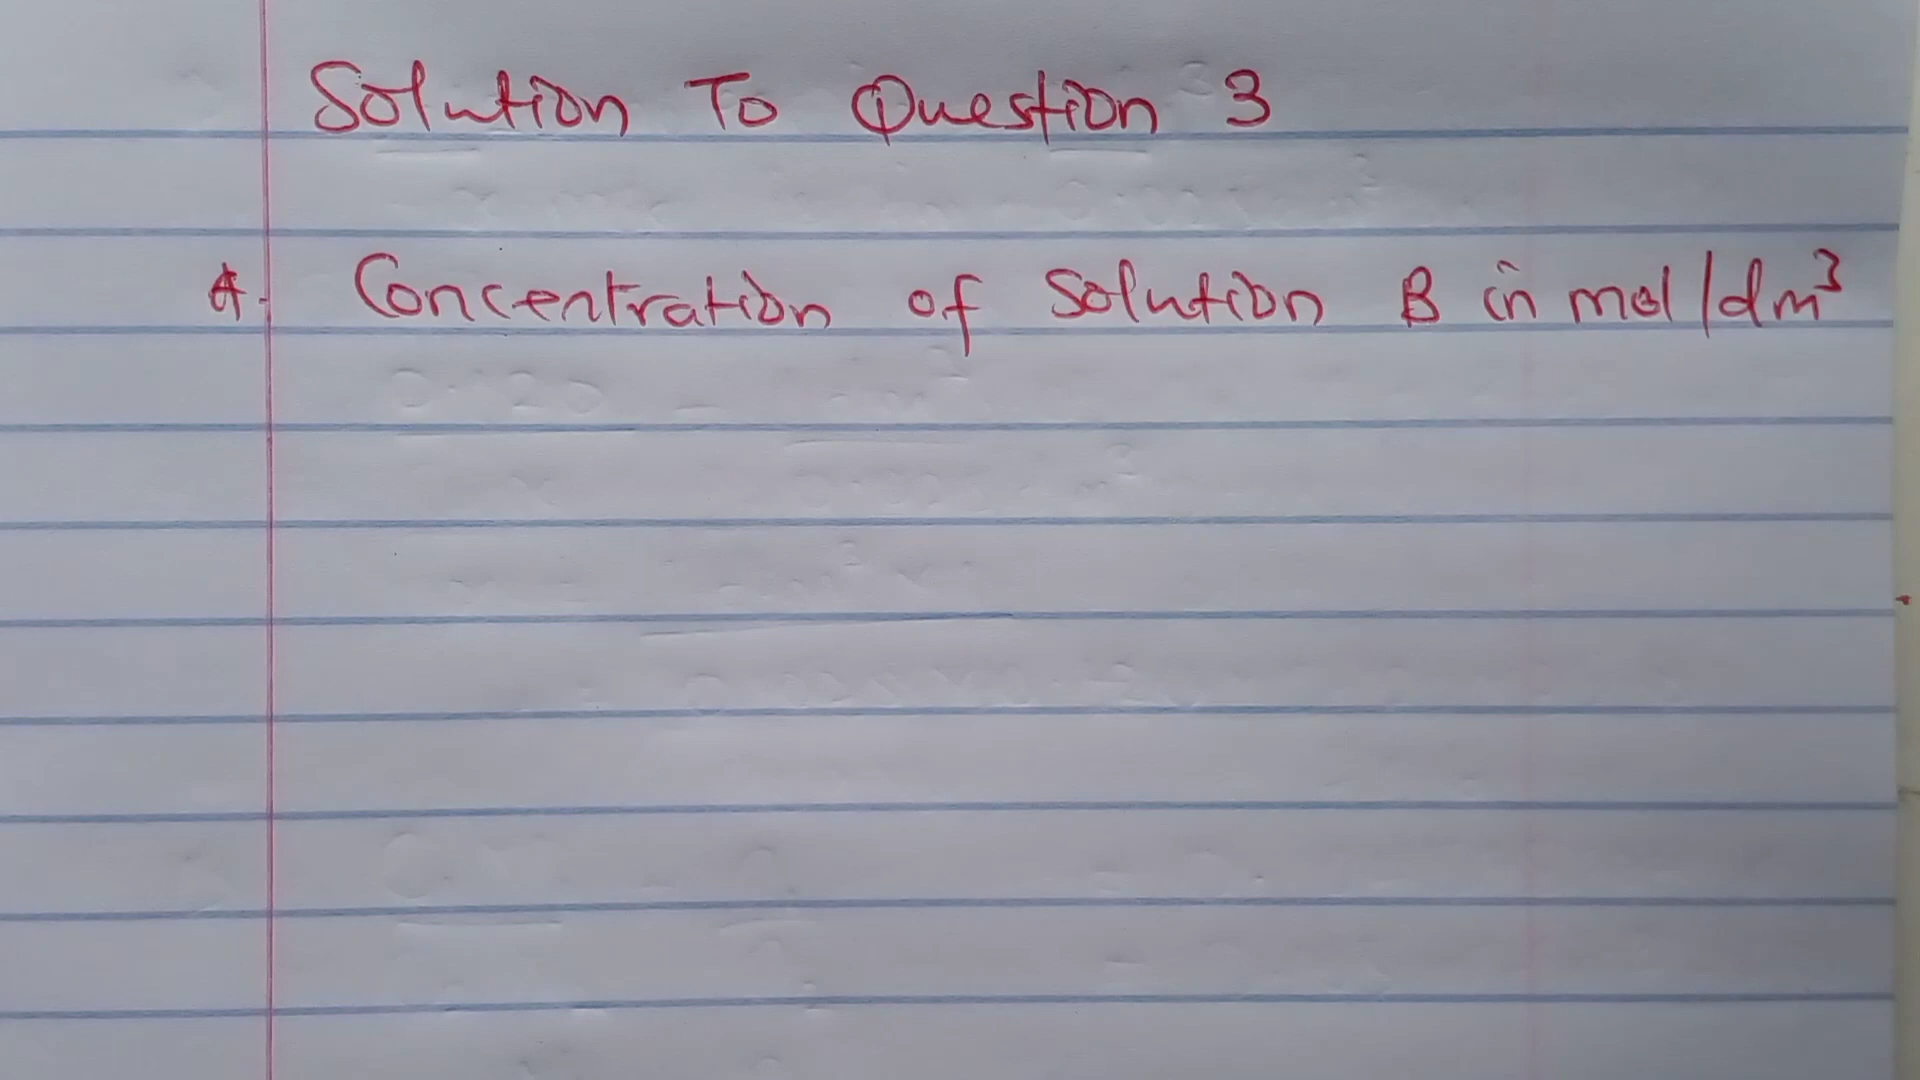 Solution To Question 3
A. Concentration of Solution B in mol/dm³